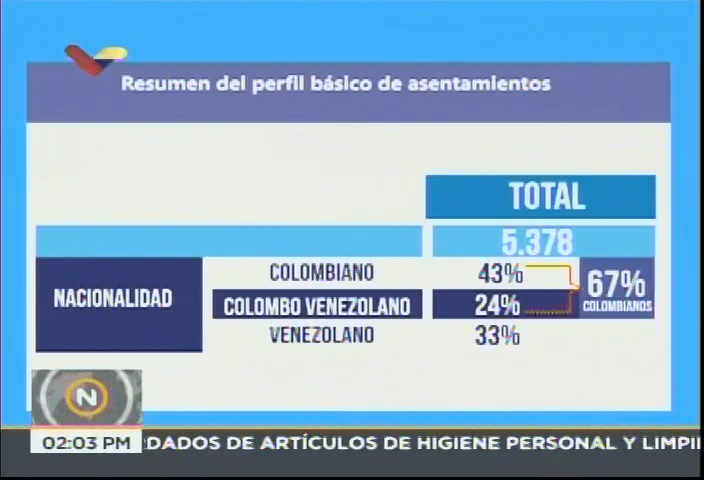 Resumen del perfil básico de asentamientos
TOTAL
5.378
NACIONALIDAD
COLOMBIANO 43%
COLOMBO VENEZOLANO 24%
VENEZOLANO 33%
67%
COLOMBIANOS
N
02:03 PM DADOS DE ARTÍCULOS DE HIGIENE PERSONAL Y LIMPI